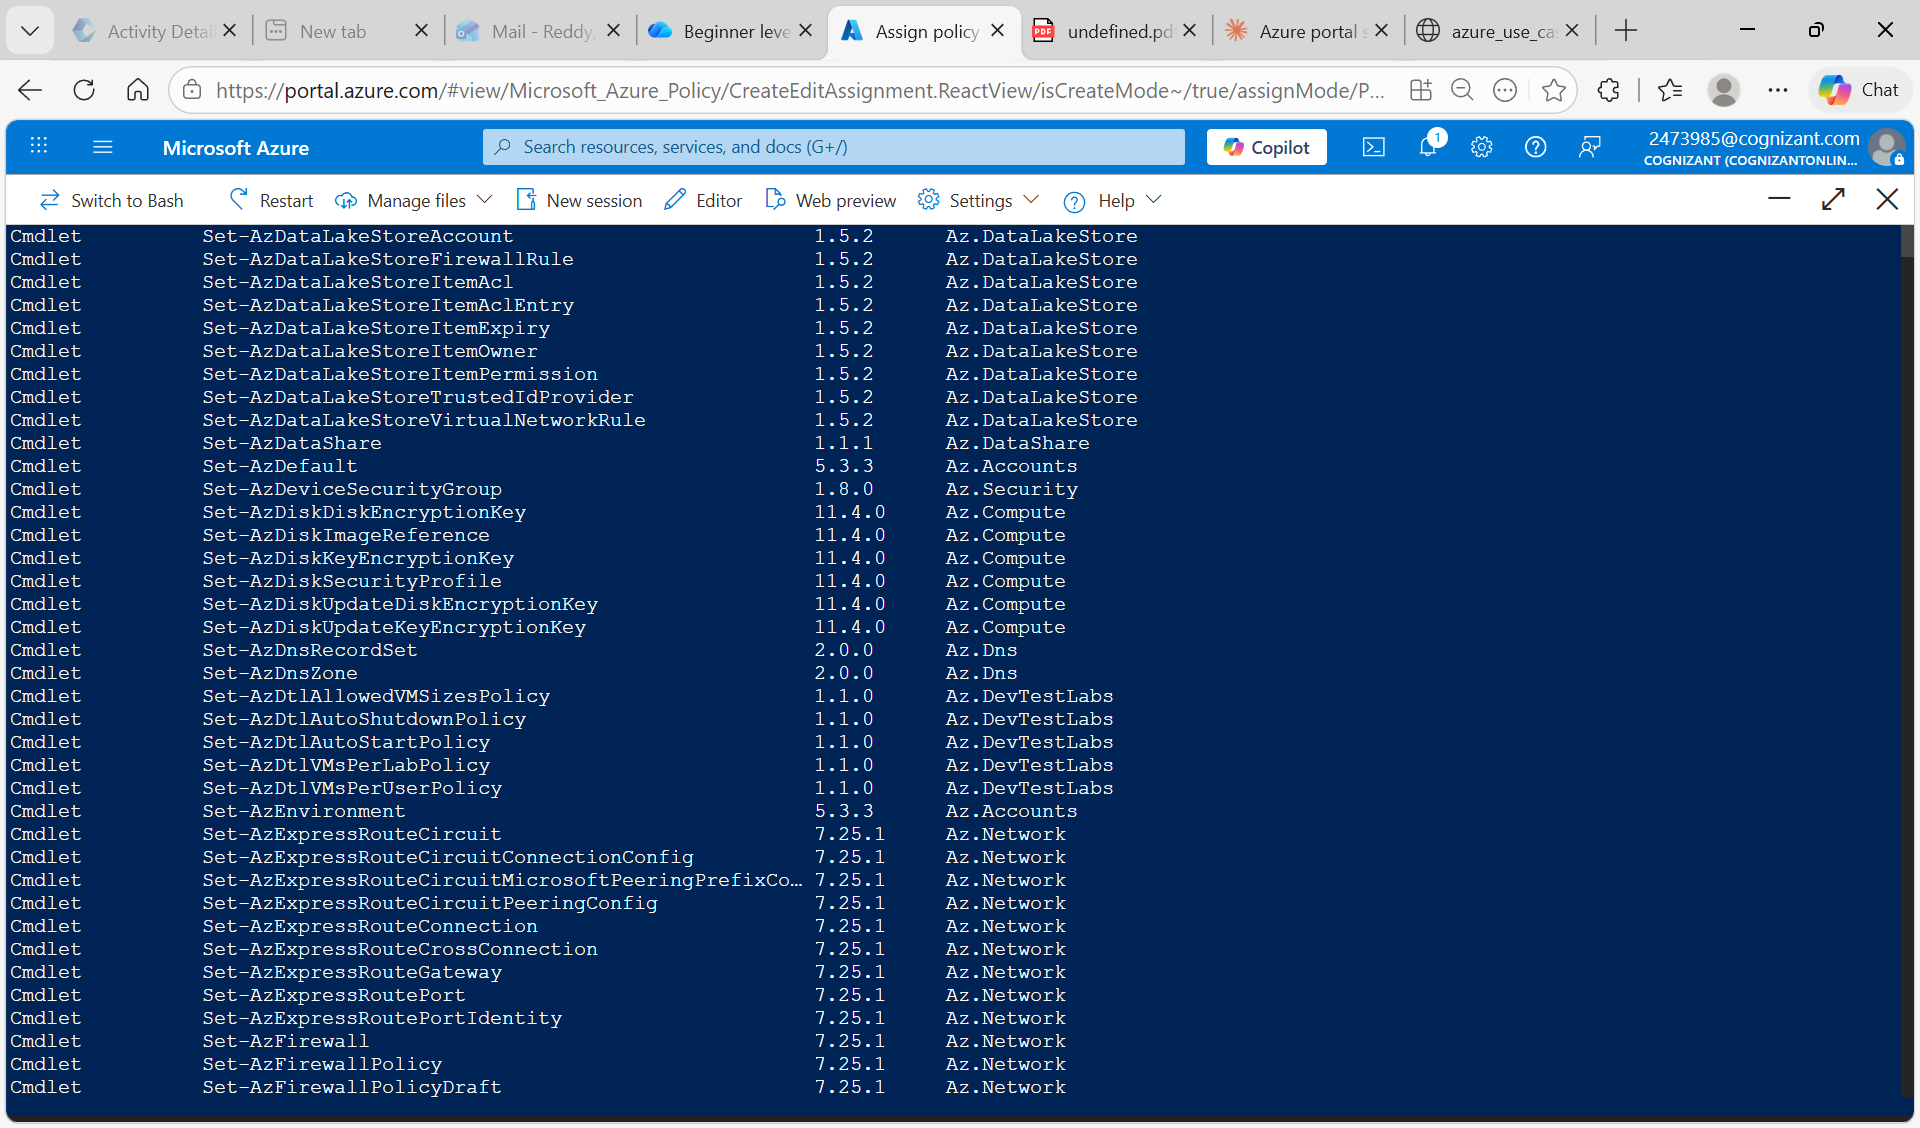 Activity Detai
New tab
Mail - Reddy,
Beginner leve
Assign policy
undefined.pd
Azure portal s
azure_use_ca
https://portal.azure.com/#view/Microsoft_Azure_Policy/CreateEditAssignment.ReactView/isCreateMode~/true/assignMode/P...
Chat
Microsoft Azure
Search resources, services, and docs (G+/)
Copilot
1
2473985@cognizant.com
COGNIZANT (COGNIZANTONLIN...
Switch to Bash
Restart
Manage files
New session
Editor
Web preview
Settings
Help
Cmdlet Set-AzDataLakeStoreAccount 1.5.2 Az.DataLakeStore
Cmdlet Set-AzDataLakeStoreFirewallRule 1.5.2 Az.DataLakeStore
Cmdlet Set-AzDataLakeStoreItemAcl 1.5.2 Az.DataLakeStore
Cmdlet Set-AzDataLakeStoreItemAclEntry 1.5.2 Az.DataLakeStore
Cmdlet Set-AzDataLakeStoreItemExpiry 1.5.2 Az.DataLakeStore
Cmdlet Set-AzDataLakeStoreItemOwner 1.5.2 Az.DataLakeStore
Cmdlet Set-AzDataLakeStoreItemPermission 1.5.2 Az.DataLakeStore
Cmdlet Set-AzDataLakeStoreTrustedIdProvider 1.5.2 Az.DataLakeStore
Cmdlet Set-AzDataLakeStoreVirtualNetworkRule 1.5.2 Az.DataLakeStore
Cmdlet Set-AzDataShare 1.1.1 Az.DataShare
Cmdlet Set-AzDefault 5.3.3 Az.Accounts
Cmdlet Set-AzDeviceSecurityGroup 1.8.0 Az.Security
Cmdlet Set-AzDiskDiskEncryptionKey 11.4.0 Az.Compute
Cmdlet Set-AzDiskImageReference 11.4.0 Az.Compute
Cmdlet Set-AzDiskKeyEncryptionKey 11.4.0 Az.Compute
Cmdlet Set-AzDiskSecurityProfile 11.4.0 Az.Compute
Cmdlet Set-AzDiskUpdateDiskEncryptionKey 11.4.0 Az.Compute
Cmdlet Set-AzDiskUpdateKeyEncryptionKey 11.4.0 Az.Compute
Cmdlet Set-AzDnsRecordSet 2.0.0 Az.Dns
Cmdlet Set-AzDnsZone 2.0.0 Az.Dns
Cmdlet Set-AzDtlAllowedVMSizesPolicy 1.1.0 Az.DevTestLabs
Cmdlet Set-AzDtlAutoShutdownPolicy 1.1.0 Az.DevTestLabs
Cmdlet Set-AzDtlAutoStartPolicy 1.1.0 Az.DevTestLabs
Cmdlet Set-AzDtlVMsPerLabPolicy 1.1.0 Az.DevTestLabs
Cmdlet Set-AzDtlVMsPerUserPolicy 1.1.0 Az.DevTestLabs
Cmdlet Set-AzEnvironment 5.3.3 Az.Accounts
Cmdlet Set-AzExpressRouteCircuit 7.25.1 Az.Network
Cmdlet Set-AzExpressRouteCircuitConnectionConfig 7.25.1 Az.Network
Cmdlet Set-AzExpressRouteCircuitMicrosoftPeeringPrefixCo… 7.25.1 Az.Network
Cmdlet Set-AzExpressRouteCircuitPeeringConfig 7.25.1 Az.Network
Cmdlet Set-AzExpressRouteConnection 7.25.1 Az.Network
Cmdlet Set-AzExpressRouteCrossConnection 7.25.1 Az.Network
Cmdlet Set-AzExpressRouteGateway 7.25.1 Az.Network
Cmdlet Set-AzExpressRoutePort 7.25.1 Az.Network
Cmdlet Set-AzExpressRoutePortIdentity 7.25.1 Az.Network
Cmdlet Set-AzFirewall 7.25.1 Az.Network
Cmdlet Set-AzFirewallPolicy 7.25.1 Az.Network
Cmdlet Set-AzFirewallPolicyDraft 7.25.1 Az.Network